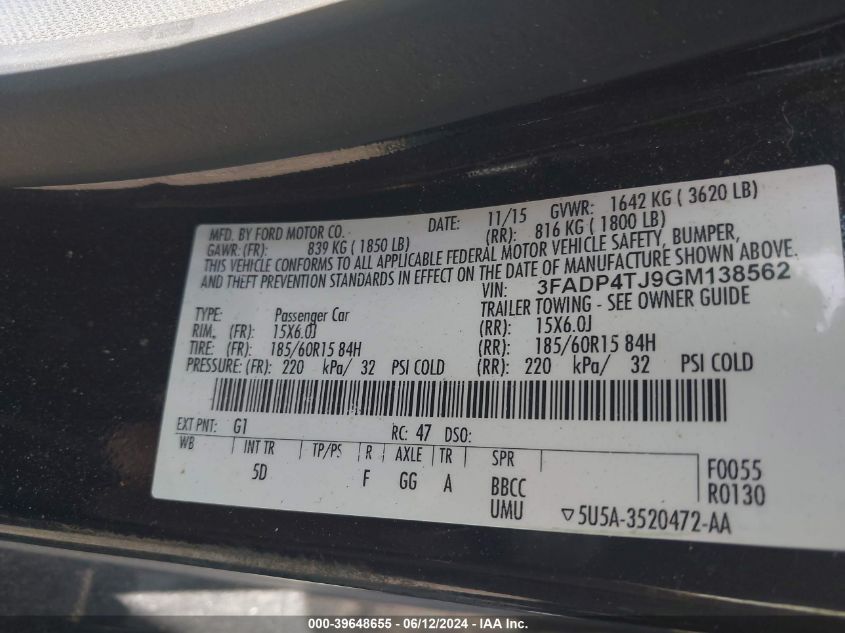 MFD. BY FORD MOTOR CO. DATE: 11/15 GVWR: 1642 KG ( 3620 LB)
GAWR: (FR): 839 KG ( 1850 LB) (RR): 816 KG ( 1800 LB)
THIS VEHICLE CONFORMS TO ALL APPLICABLE FEDERAL MOTOR VEHICLE SAFETY, BUMPER,
AND THEFT PREVENTION STANDARDS IN EFFECT ON THE DATE OF MANUFACTURE SHOWN ABOVE.
VIN: 3FADP4TJ9GM138562
TYPE: Passenger Car TRAILER TOWING - SEE OWNER GUIDE
RIM: (FR): 15X6.0J (RR): 15X6.0J
TIRE: (FR): 185/60R15 84H (RR): 185/60R15 84H
PRESSURE: (FR): 220 kPa/ 32 PSI COLD (RR): 220 kPa/ 32 PSI COLD
EXT PNT: G1 RC: 47 DSO:
WB INT TR TP/PS R AXLE TR SPR F0055
5D F GG A BBCC R0130
UMU ▽5U5A-3520472-AA
000-39648655 - 06/12/2024 - IAA, Inc.